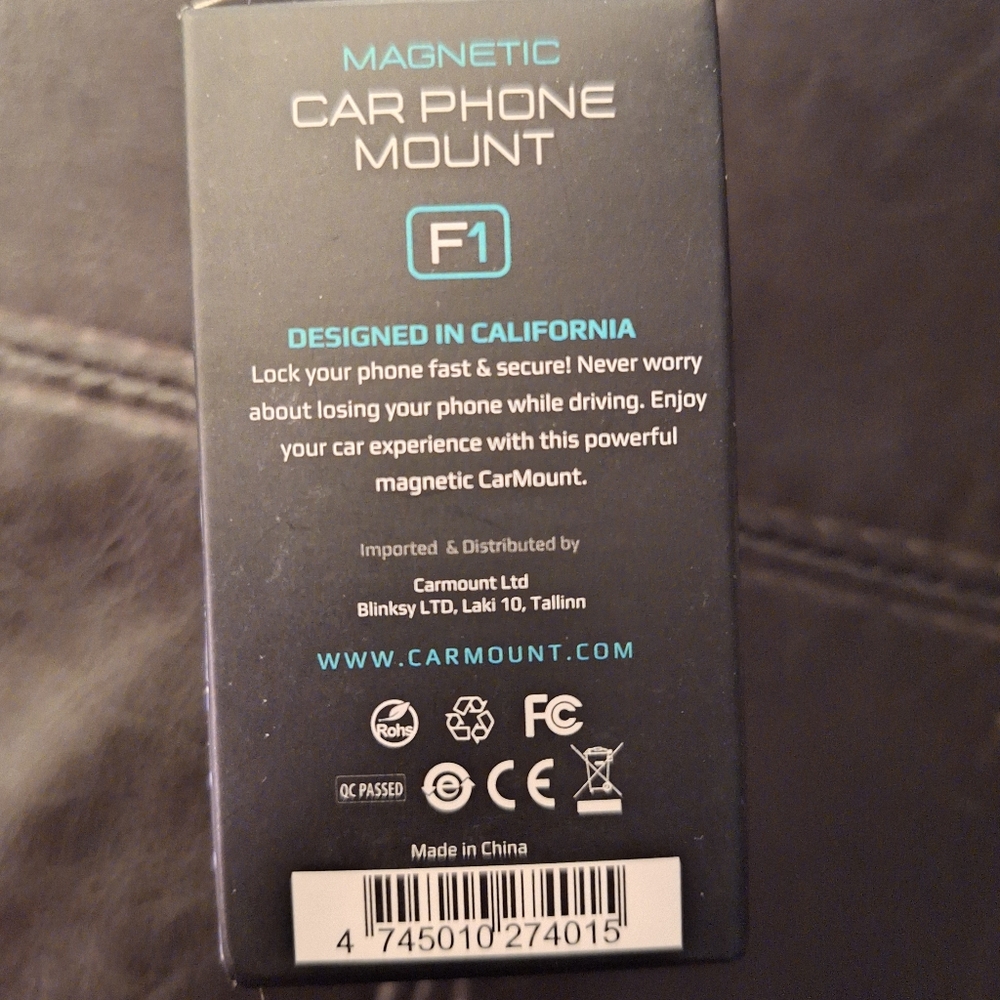 MAGNETIC
CAR PHONE
MOUNT
F1
DESIGNED IN CALIFORNIA
Lock your phone fast & secure! Never worry
about losing your phone while driving. Enjoy
your car experience with this powerful
magnetic CarMount.
Imported & Distributed by
Carmount Ltd
Blinksy LTD, Laki 10, Tallinn
WWW.CARMOUNT.COM
Rohs FC
QC PASSED e CE
Made in China
4 745010 274015